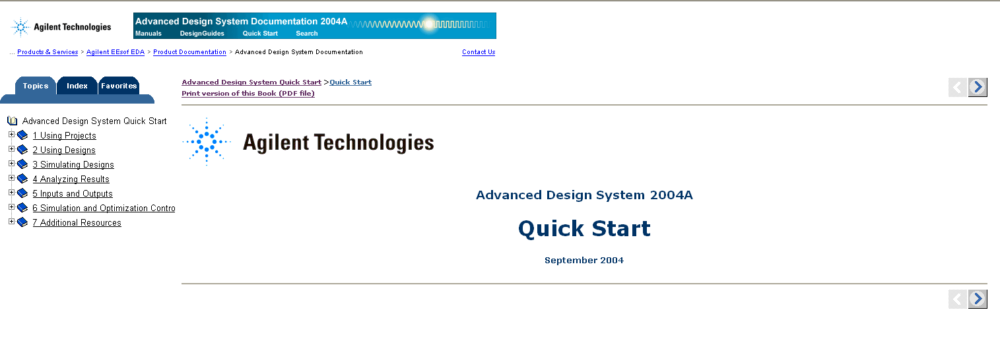 Agilent Technologies
Advanced Design System Documentation 2004A
Manuals DesignGuides Quick Start Search
... Products & Services > Agilent EEsof EDA > Product Documentation > Advanced Design System Documentation Contact Us
Topics Index Favorites
Advanced Design System Quick Start
1 Using Projects
2 Using Designs
3 Simulating Designs
4 Analyzing Results
5 Inputs and Outputs
6 Simulation and Optimization Contro
7 Additional Resources
Advanced Design System Quick Start >Quick Start
Print version of this Book (PDF file)
Agilent Technologies
Advanced Design System 2004A
Quick Start
September 2004